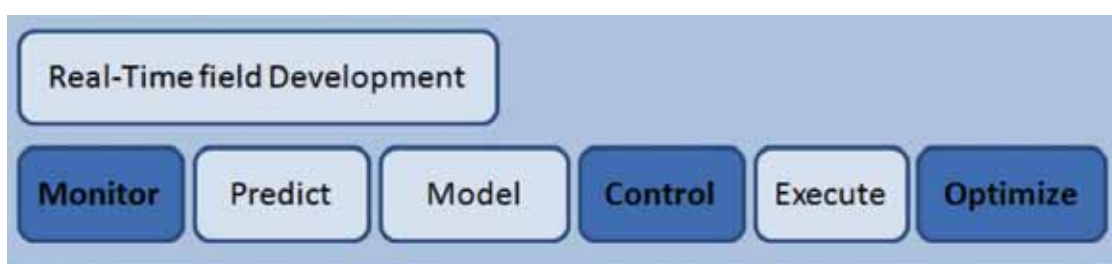 Real-Time field Development
Monitor Predict Model Control Execute Optimize